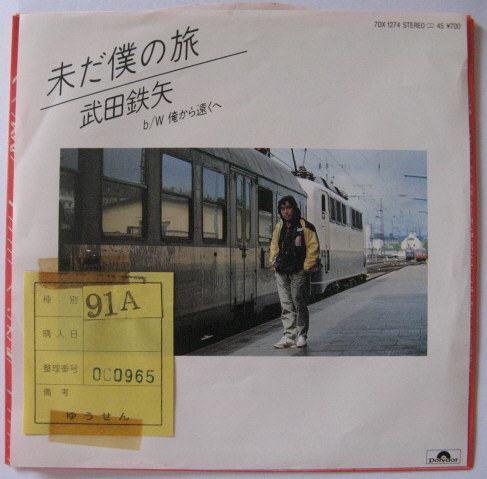 7DX 1274 STEREO 45 ¥700
未だ僕の旅
武田鉄矢
b/W 俺から遠くへ
種別 91A
購入日
整理番号 000965
備考
ゆうせん
Polydor